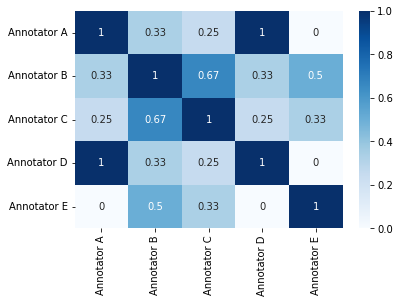 Annotator A 1 0.33 0.25 1 0
Annotator B 0.33 1 0.67 0.33 0.5
Annotator C 0.25 0.67 1 0.25 0.33
Annotator D 1 0.33 0.25 1 0
Annotator E 0 0.5 0.33 0 1
Annotator A
Annotator B
Annotator C
Annotator D
Annotator E
1.0
0.8
0.6
0.4
0.2
0.0